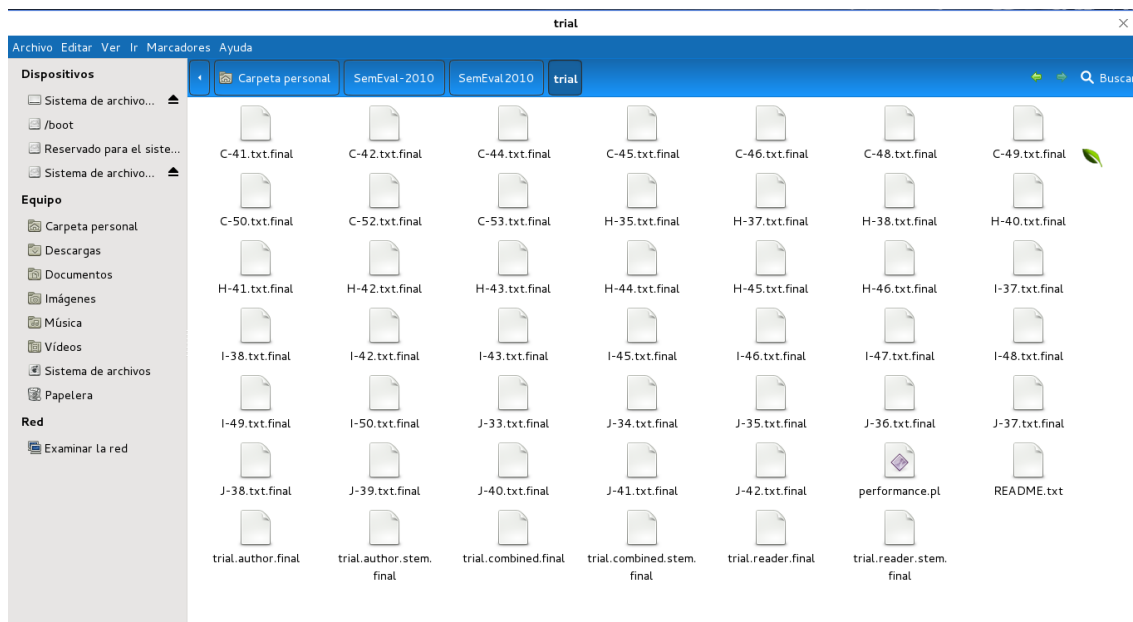 trial
Archivo Editar Ver Ir Marcadores Ayuda
Dispositivos
Sistema de archivo...
/boot
Reservado para el siste...
Sistema de archivo...
Equipo
Carpeta personal
Descargas
Documentos
Imágenes
Música
Vídeos
Sistema de archivos
Papelera
Red
Examinar la red
Carpeta personal SemEval-2010 SemEval2010 trial Buscar
C-41.txt.final C-42.txt.final C-44.txt.final C-45.txt.final C-46.txt.final C-48.txt.final C-49.txt.final
C-50.txt.final C-52.txt.final C-53.txt.final H-35.txt.final H-37.txt.final H-38.txt.final H-40.txt.final
H-41.txt.final H-42.txt.final H-43.txt.final H-44.txt.final H-45.txt.final H-46.txt.final I-37.txt.final
I-38.txt.final I-42.txt.final I-43.txt.final I-45.txt.final I-46.txt.final I-47.txt.final I-48.txt.final
I-49.txt.final I-50.txt.final J-33.txt.final J-34.txt.final J-35.txt.final J-36.txt.final J-37.txt.final
J-38.txt.final J-39.txt.final J-40.txt.final J-41.txt.final J-42.txt.final performance.pl README.txt
trial.author.final trial.author.stem. trial.combined.final trial.combined.stem. trial.reader.final trial.reader.stem.
final final final